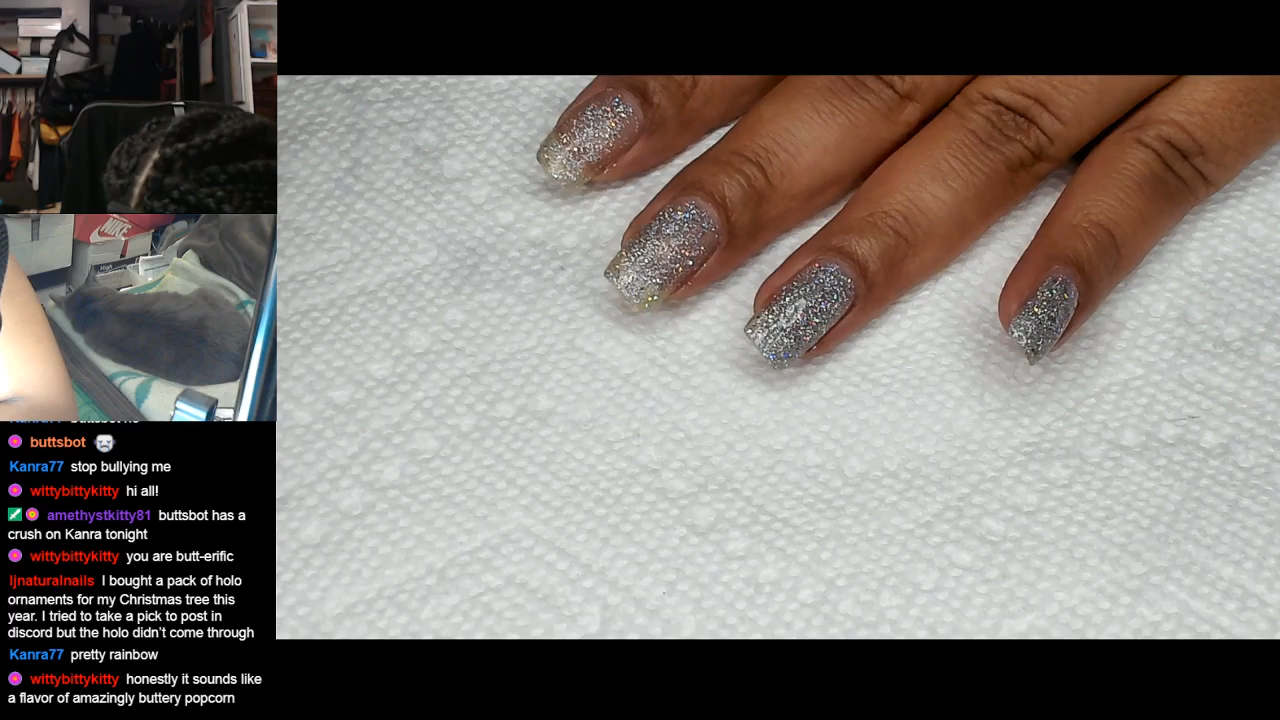 buttsbot
Kanra77 stop bullying me
wittybittykitty hi all!
amethystkitty81 buttsbot has a
crush on Kanra tonight
wittybittykitty you are butt-erific
ljnaturalnails I bought a pack of holo
ornaments for my Christmas tree this
year. I tried to take a pick to post in
discord but the holo didn't come through
Kanra77 pretty rainbow
wittybittykitty honestly it sounds like
a flavor of amazingly buttery popcorn
NIKE